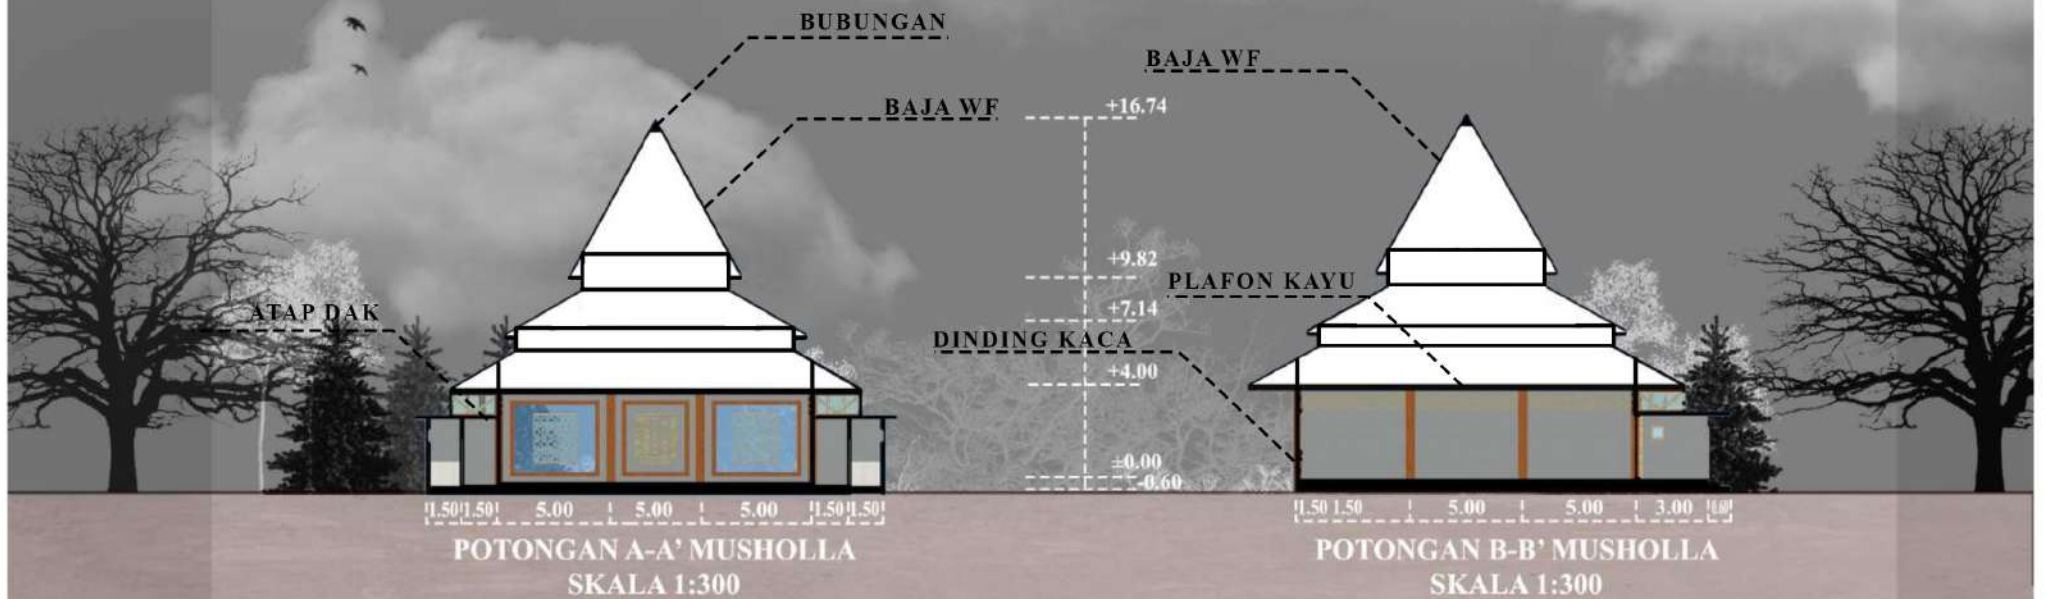 BUBUNGAN
BAJA WF
BAJA WF
+16.74
+9.82
PLAFON KAYU
+7.14
ATAP DAK
DINDING KACA
+4.00
±0.00
-0.60
1.50 1.50 5.00 5.00 5.00 1.50 1.50
1.50 1.50 5.00 5.00 3.00 0.60
POTONGAN A-A' MUSHOLLA
SKALA 1:300
POTONGAN B-B' MUSHOLLA
SKALA 1:300